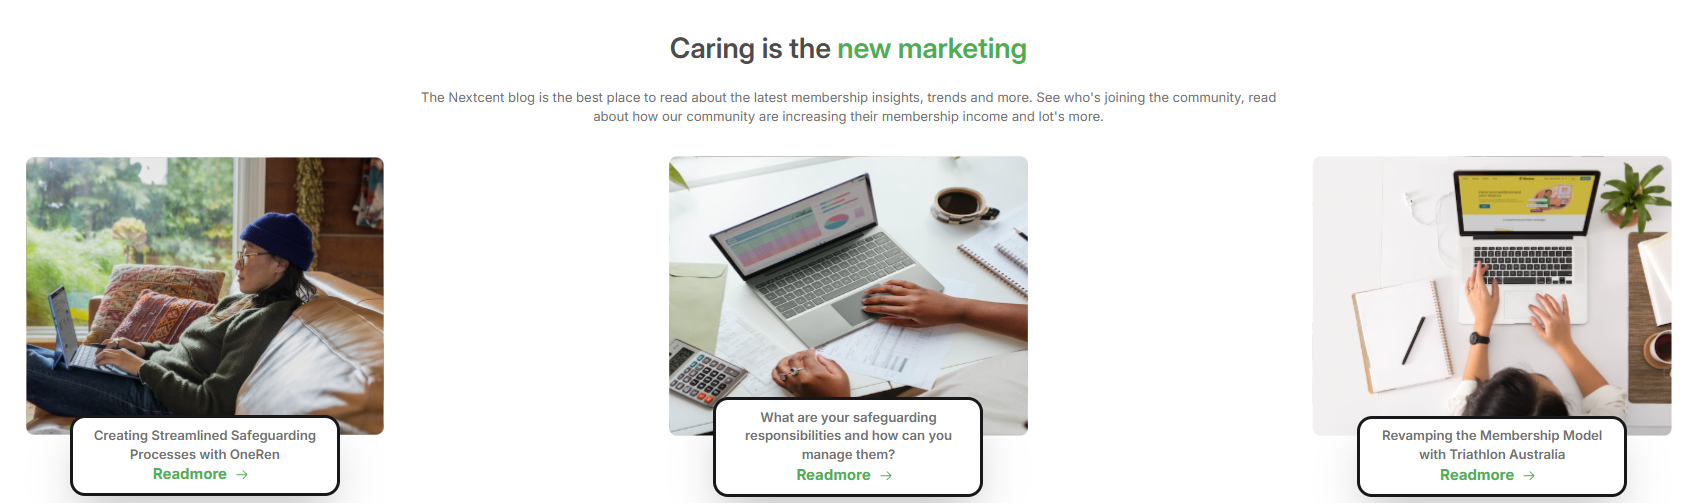 Caring is the new marketing
The Nextcent blog is the best place to read about the latest membership insights, trends and more. See who's joining the community, read
about how our community are increasing their membership income and lot's more.
Creating Streamlined Safeguarding
Processes with OneRen
Readmore →
What are your safeguarding
responsibilities and how can you
manage them?
Readmore →
Revamping the Membership Model
with Triathlon Australia
Readmore →